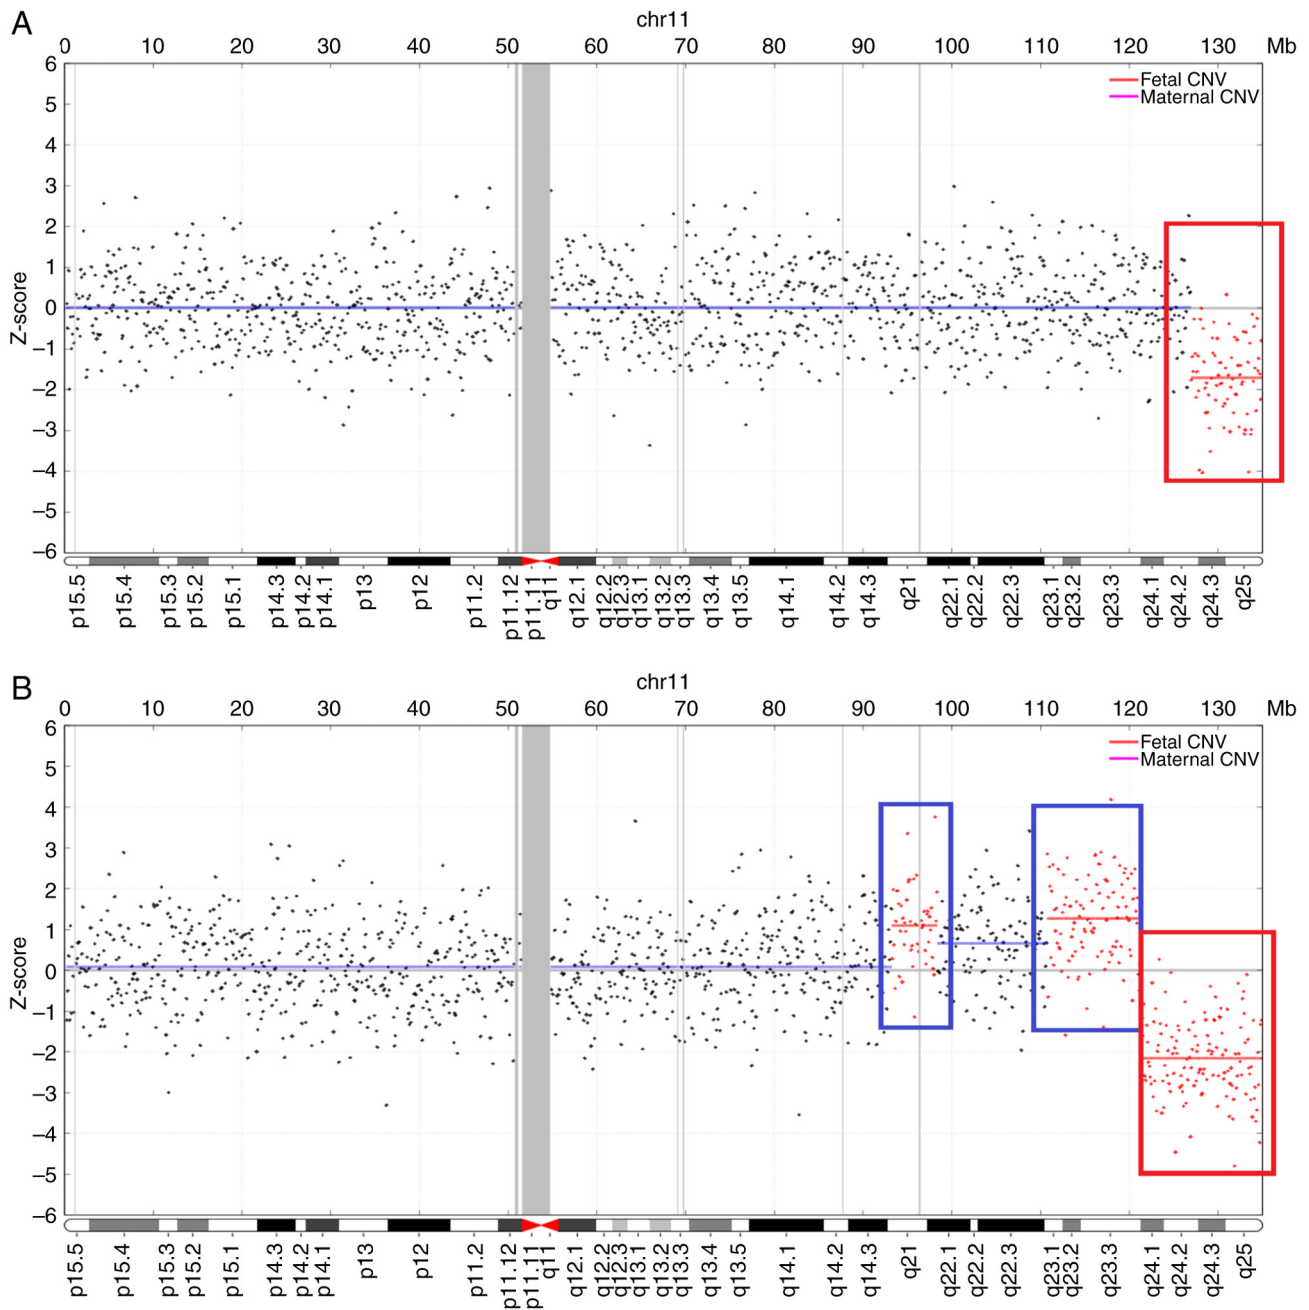 A
chr11
0 10 20 30 40 50 60 70 80 90 100 110 120 130 Mb
6
5
4
3
2
1
0
−1
−2
−3
−4
−5
−6
Z-score
Fetal CNV
Maternal CNV
p15.5 p15.4 p15.3 p15.2 p15.1 p14.3 p14.2 p14.1 p13 p12 p11.2 p11.12 p11.11 q11 q12.1 q12.2 q12.3 q13.1 q13.2 q13.3 q13.4 q13.5 q14.1 q14.2 q14.3 q21 q22.1 q22.2 q22.3 q23.1 q23.2 q23.3 q24.1 q24.2 q24.3 q25
B
chr11
0 10 20 30 40 50 60 70 80 90 100 110 120 130 Mb
6
5
4
3
2
1
0
−1
−2
−3
−4
−5
−6
Z-score
Fetal CNV
Maternal CNV
p15.5 p15.4 p15.3 p15.2 p15.1 p14.3 p14.2 p14.1 p13 p12 p11.2 p11.12 p11.11 q11 q12.1 q12.2 q12.3 q13.1 q13.2 q13.3 q13.4 q13.5 q14.1 q14.2 q14.3 q21 q22.1 q22.2 q22.3 q23.1 q23.2 q23.3 q24.1 q24.2 q24.3 q25